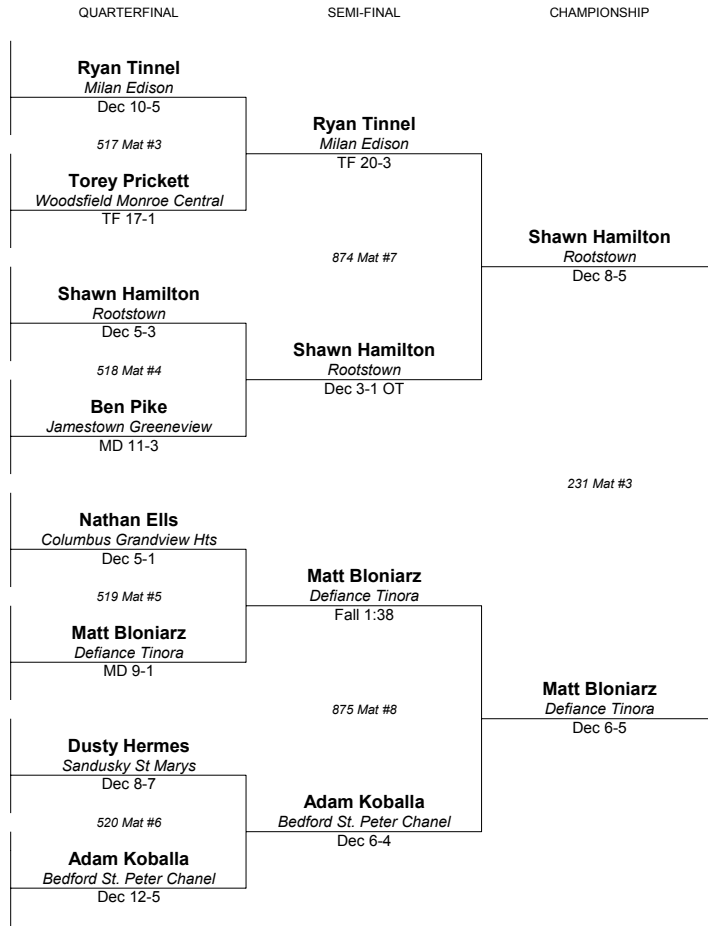 QUARTERFINAL
SEMI-FINAL
CHAMPIONSHIP
Ryan Tinnel
Milan Edison
Dec 10-5
517 Mat #3
Torey Prickett
Woodsfield Monroe Central
TF 17-1
Shawn Hamilton
Rootstown
Dec 5-3
518 Mat #4
Ben Pike
Jamestown Greeneview
MD 11-3
Nathan Ells
Columbus Grandview Hts
Dec 5-1
519 Mat #5
Matt Bloniarz
Defiance Tinora
MD 9-1
Dusty Hermes
Sandusky St Marys
Dec 8-7
520 Mat #6
Adam Koballa
Bedford St. Peter Chanel
Dec 12-5
Ryan Tinnel
Milan Edison
TF 20-3
874 Mat #7
Shawn Hamilton
Rootstown
Dec 3-1 OT
Matt Bloniarz
Defiance Tinora
Fall 1:38
875 Mat #8
Adam Koballa
Bedford St. Peter Chanel
Dec 6-4
Shawn Hamilton
Rootstown
Dec 8-5
231 Mat #3
Matt Bloniarz
Defiance Tinora
Dec 6-5